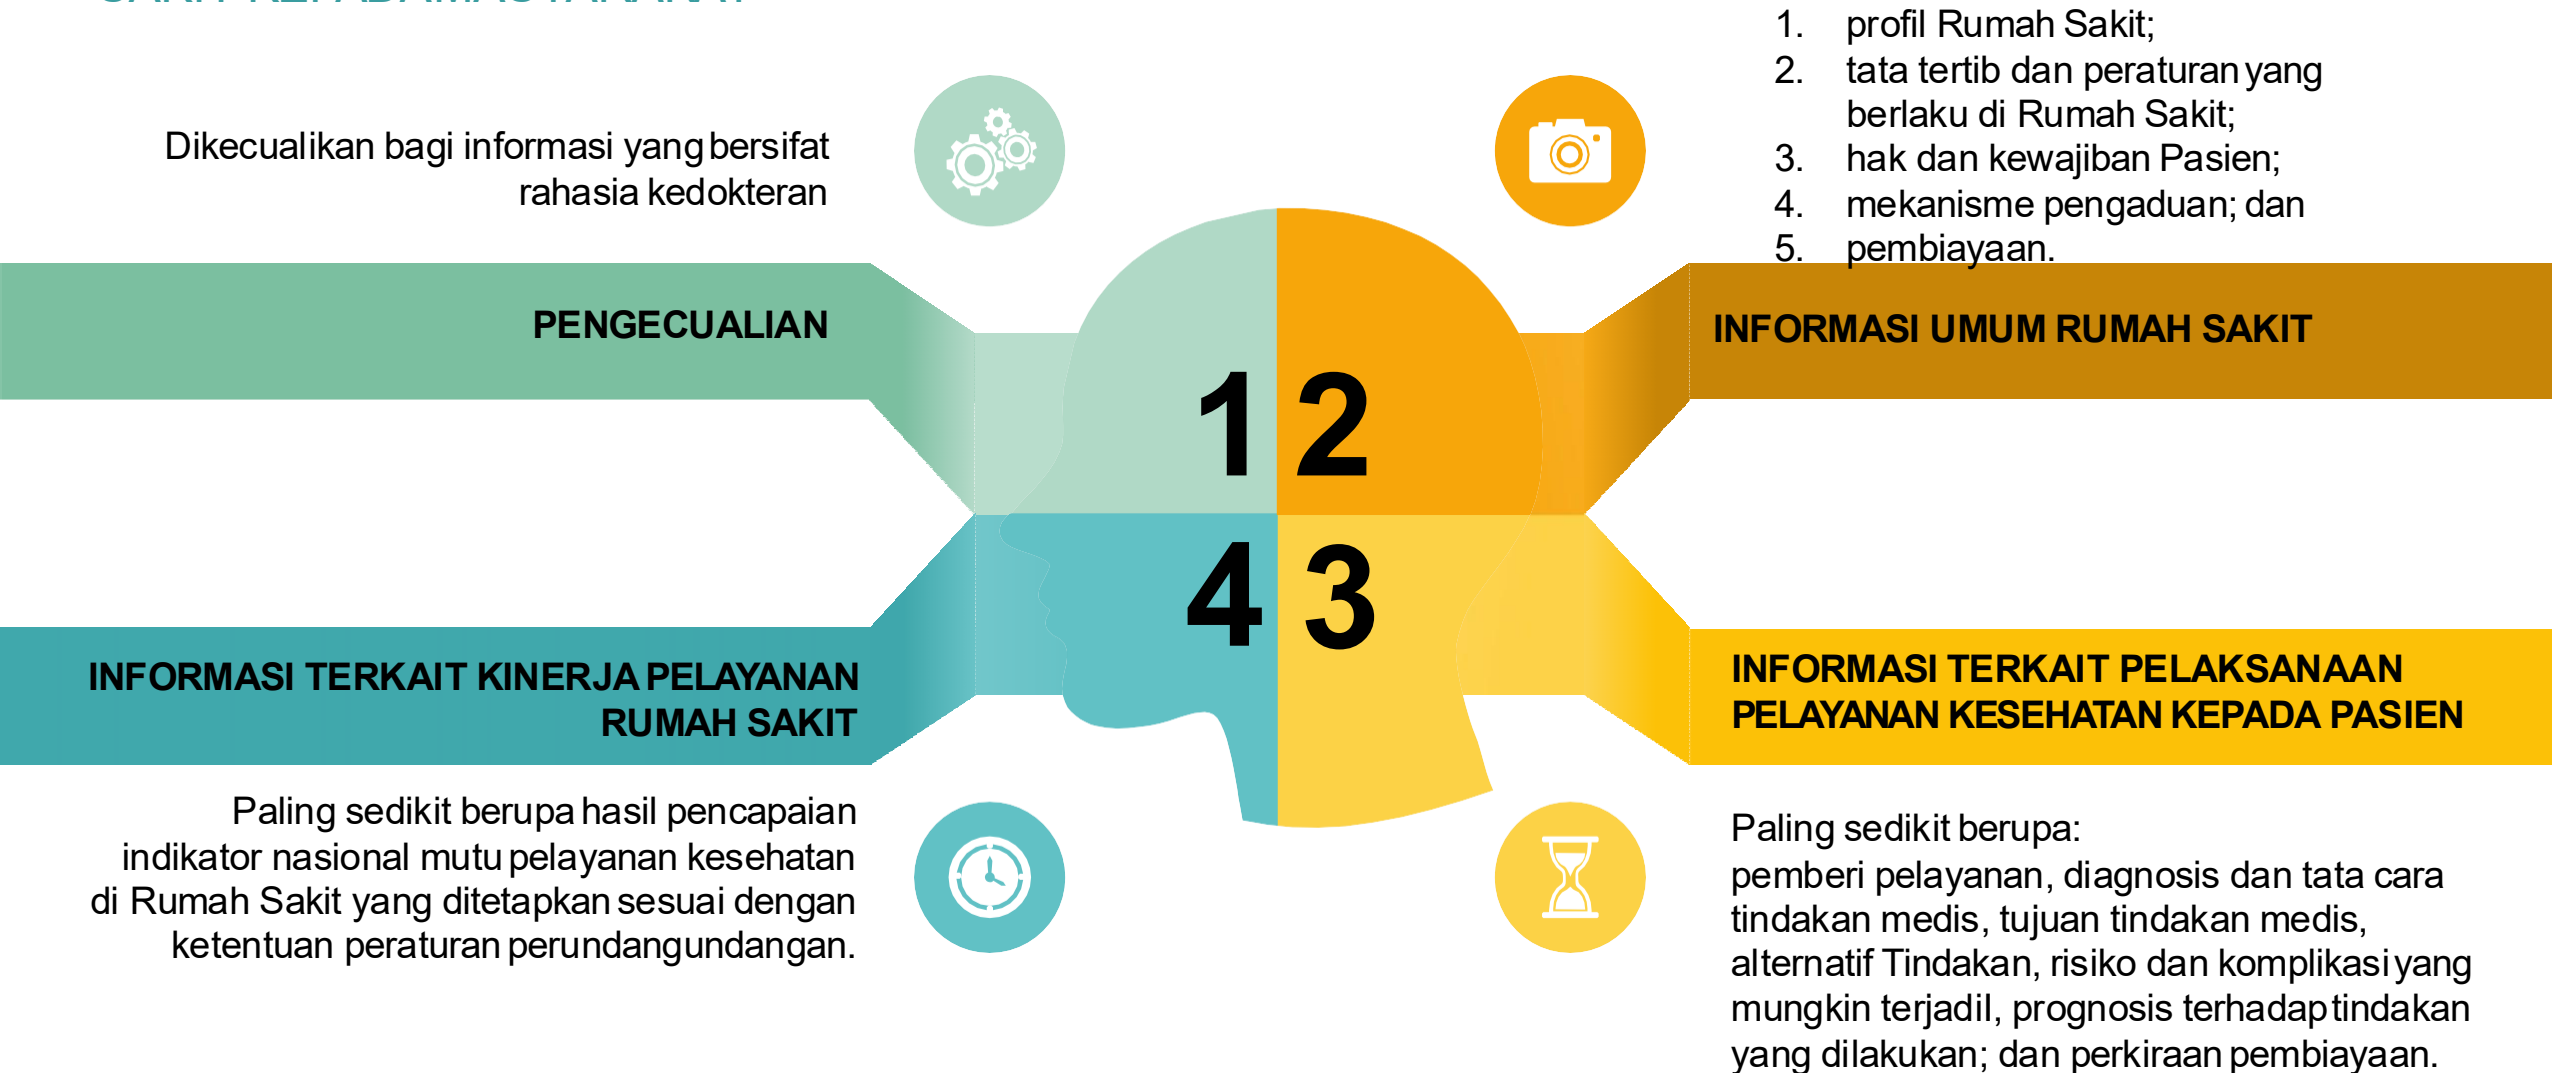 SAKIT KEPADAMASYARAKAT
Dikecualikan bagi informasi yang bersifat
rahasia kedokteran
PENGECUALIAN
1. profil Rumah Sakit;
2. tata tertib dan peraturan yang
berlaku di Rumah Sakit;
3. hak dan kewajiban Pasien;
4. mekanisme pengaduan; dan
5. pembiayaan.
INFORMASI UMUM RUMAH SAKIT
1 2
4 3
INFORMASI TERKAIT KINERJA PELAYANAN
RUMAH SAKIT
Paling sedikit berupa hasil pencapaian
indikator nasional mutu pelayanan kesehatan
di Rumah Sakit yang ditetapkan sesuai dengan
ketentuan peraturan perundangundangan.
INFORMASI TERKAIT PELAKSANAAN
PELAYANAN KESEHATAN KEPADA PASIEN
Paling sedikit berupa:
pemberi pelayanan, diagnosis dan tata cara
tindakan medis, tujuan tindakan medis,
alternatif Tindakan, risiko dan komplikasi yang
mungkin terjadil, prognosis terhadap tindakan
yang dilakukan; dan perkiraan pembiayaan.